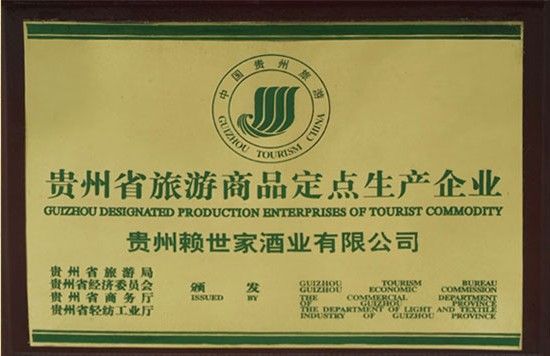 中国贵州旅游
GUIZHOU TOURISM CHINA
贵州省旅游商品定点生产企业
GUIZHOU DESIGNATED PRODUCTION ENTERPRISES OF TOURIST COMMODITY
贵州赖世家酒业有限公司
贵州省旅游局
贵州省经济委员会
贵州省商务厅
贵州省轻纺工业厅
颁发
ISSUED BY
GUIZHOU TOURISM BUREAU
GUIZHOU ECONOMIC COMMISSION
THE COMMERCIAL DEPARTMENT
OF GUIZHOU PROVINCE
THE DEPARTMENT OF LIGHT AND TEXTILE
INDUSTRY OF GUIZHOU PROVINCE